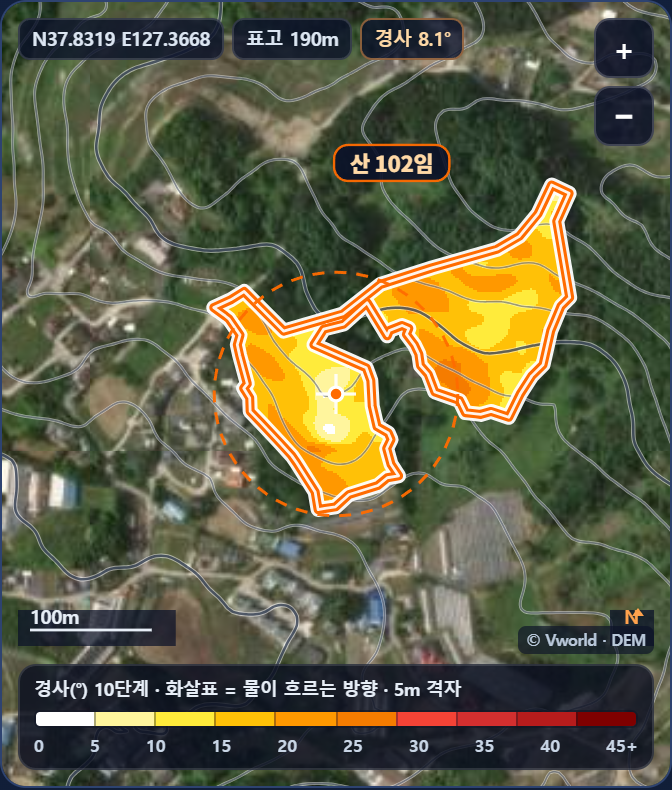 N37.8319 E127.3668
표고 190m
경사 8.1°
+
−
산 102임
100m
N
© Vworld · DEM
경사(°) 10단계 · 화살표 = 물이 흐르는 방향 · 5m 격자
0 5 10 15 20 25 30 35 40 45+